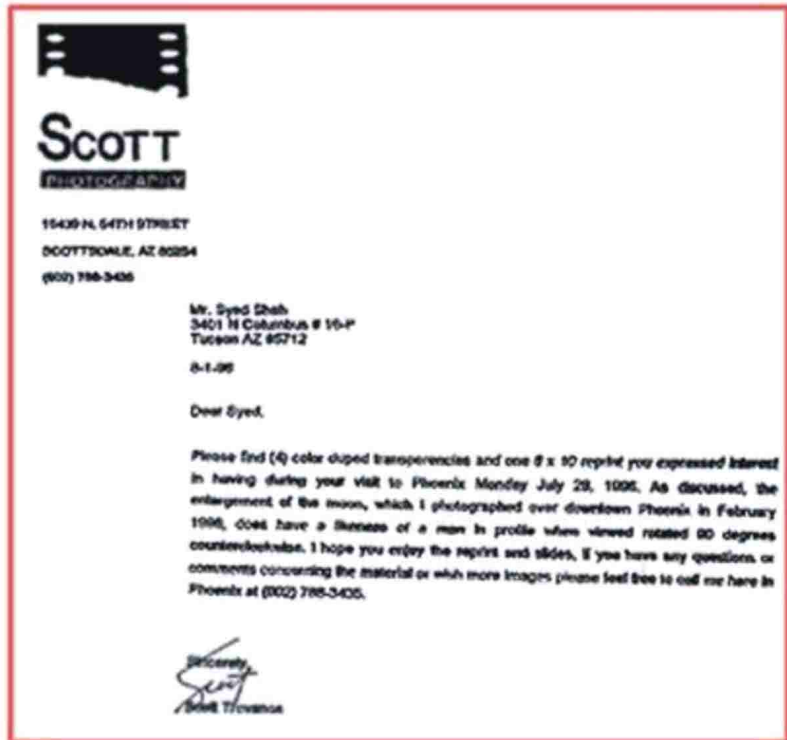 SCOTT
PHOTOGRAPHY
N. 54TH STREET
SCOTTSDALE, AZ 85254
(602) 788-3435
Mr. Syed Shah
3401 N Columbus # 16-P
Tucson AZ 85712
Dear Syed,
Please find (4) color duped transparencies and one 8 x 10 reprint you expressed interest
in having during your visit to Phoenix Monday July 29, 1996. As discussed, the
enlargement of the moon, which I photographed over downtown Phoenix in February
1996, does have a likeness of a man in profile when viewed rotated 90 degrees
counterclockwise. I hope you enjoy the reprint and slides, if you have any questions or
comments concerning the material or wish more images please feel free to call me here in
Phoenix at (602) 788-3435.
Sincerely,
Scott
Scott